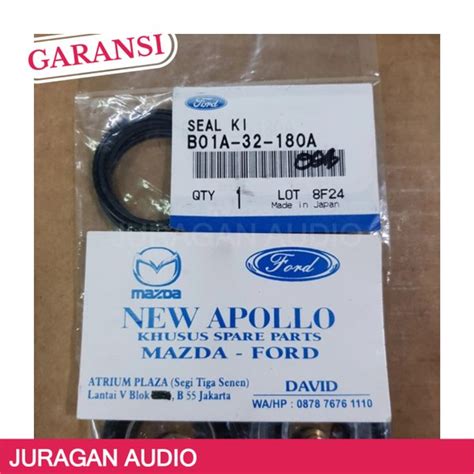 GARANSI
Ford
SEAL KI
B01A-32-180A
QTY 1 LOT 8F24
Made in Japan
JURAGAN AUDIO
mazda
Ford
NEW APOLLO
KHUSUS SPARE PARTS
MAZDA - FORD
ATRIUM PLAZA (Segi Tiga Senen)
Lantai V Blok , B 55 Jakarta
DAVID
WA/HP : 0878 7676 1110
JURAGAN AUDIO